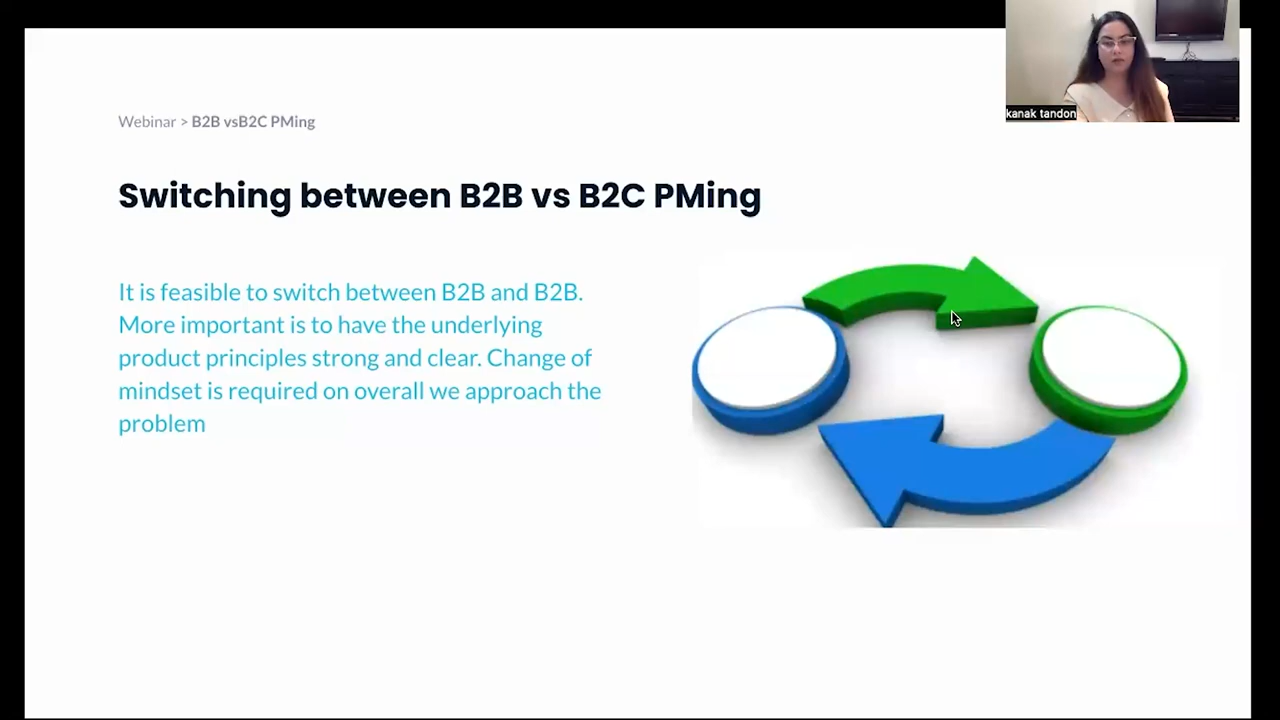 Webinar > B2B vsB2C PMing
kanak tandon
Switching between B2B vs B2C PMing
It is feasible to switch between B2B and B2B.
More important is to have the underlying
product principles strong and clear. Change of
mindset is required on overall we approach the
problem